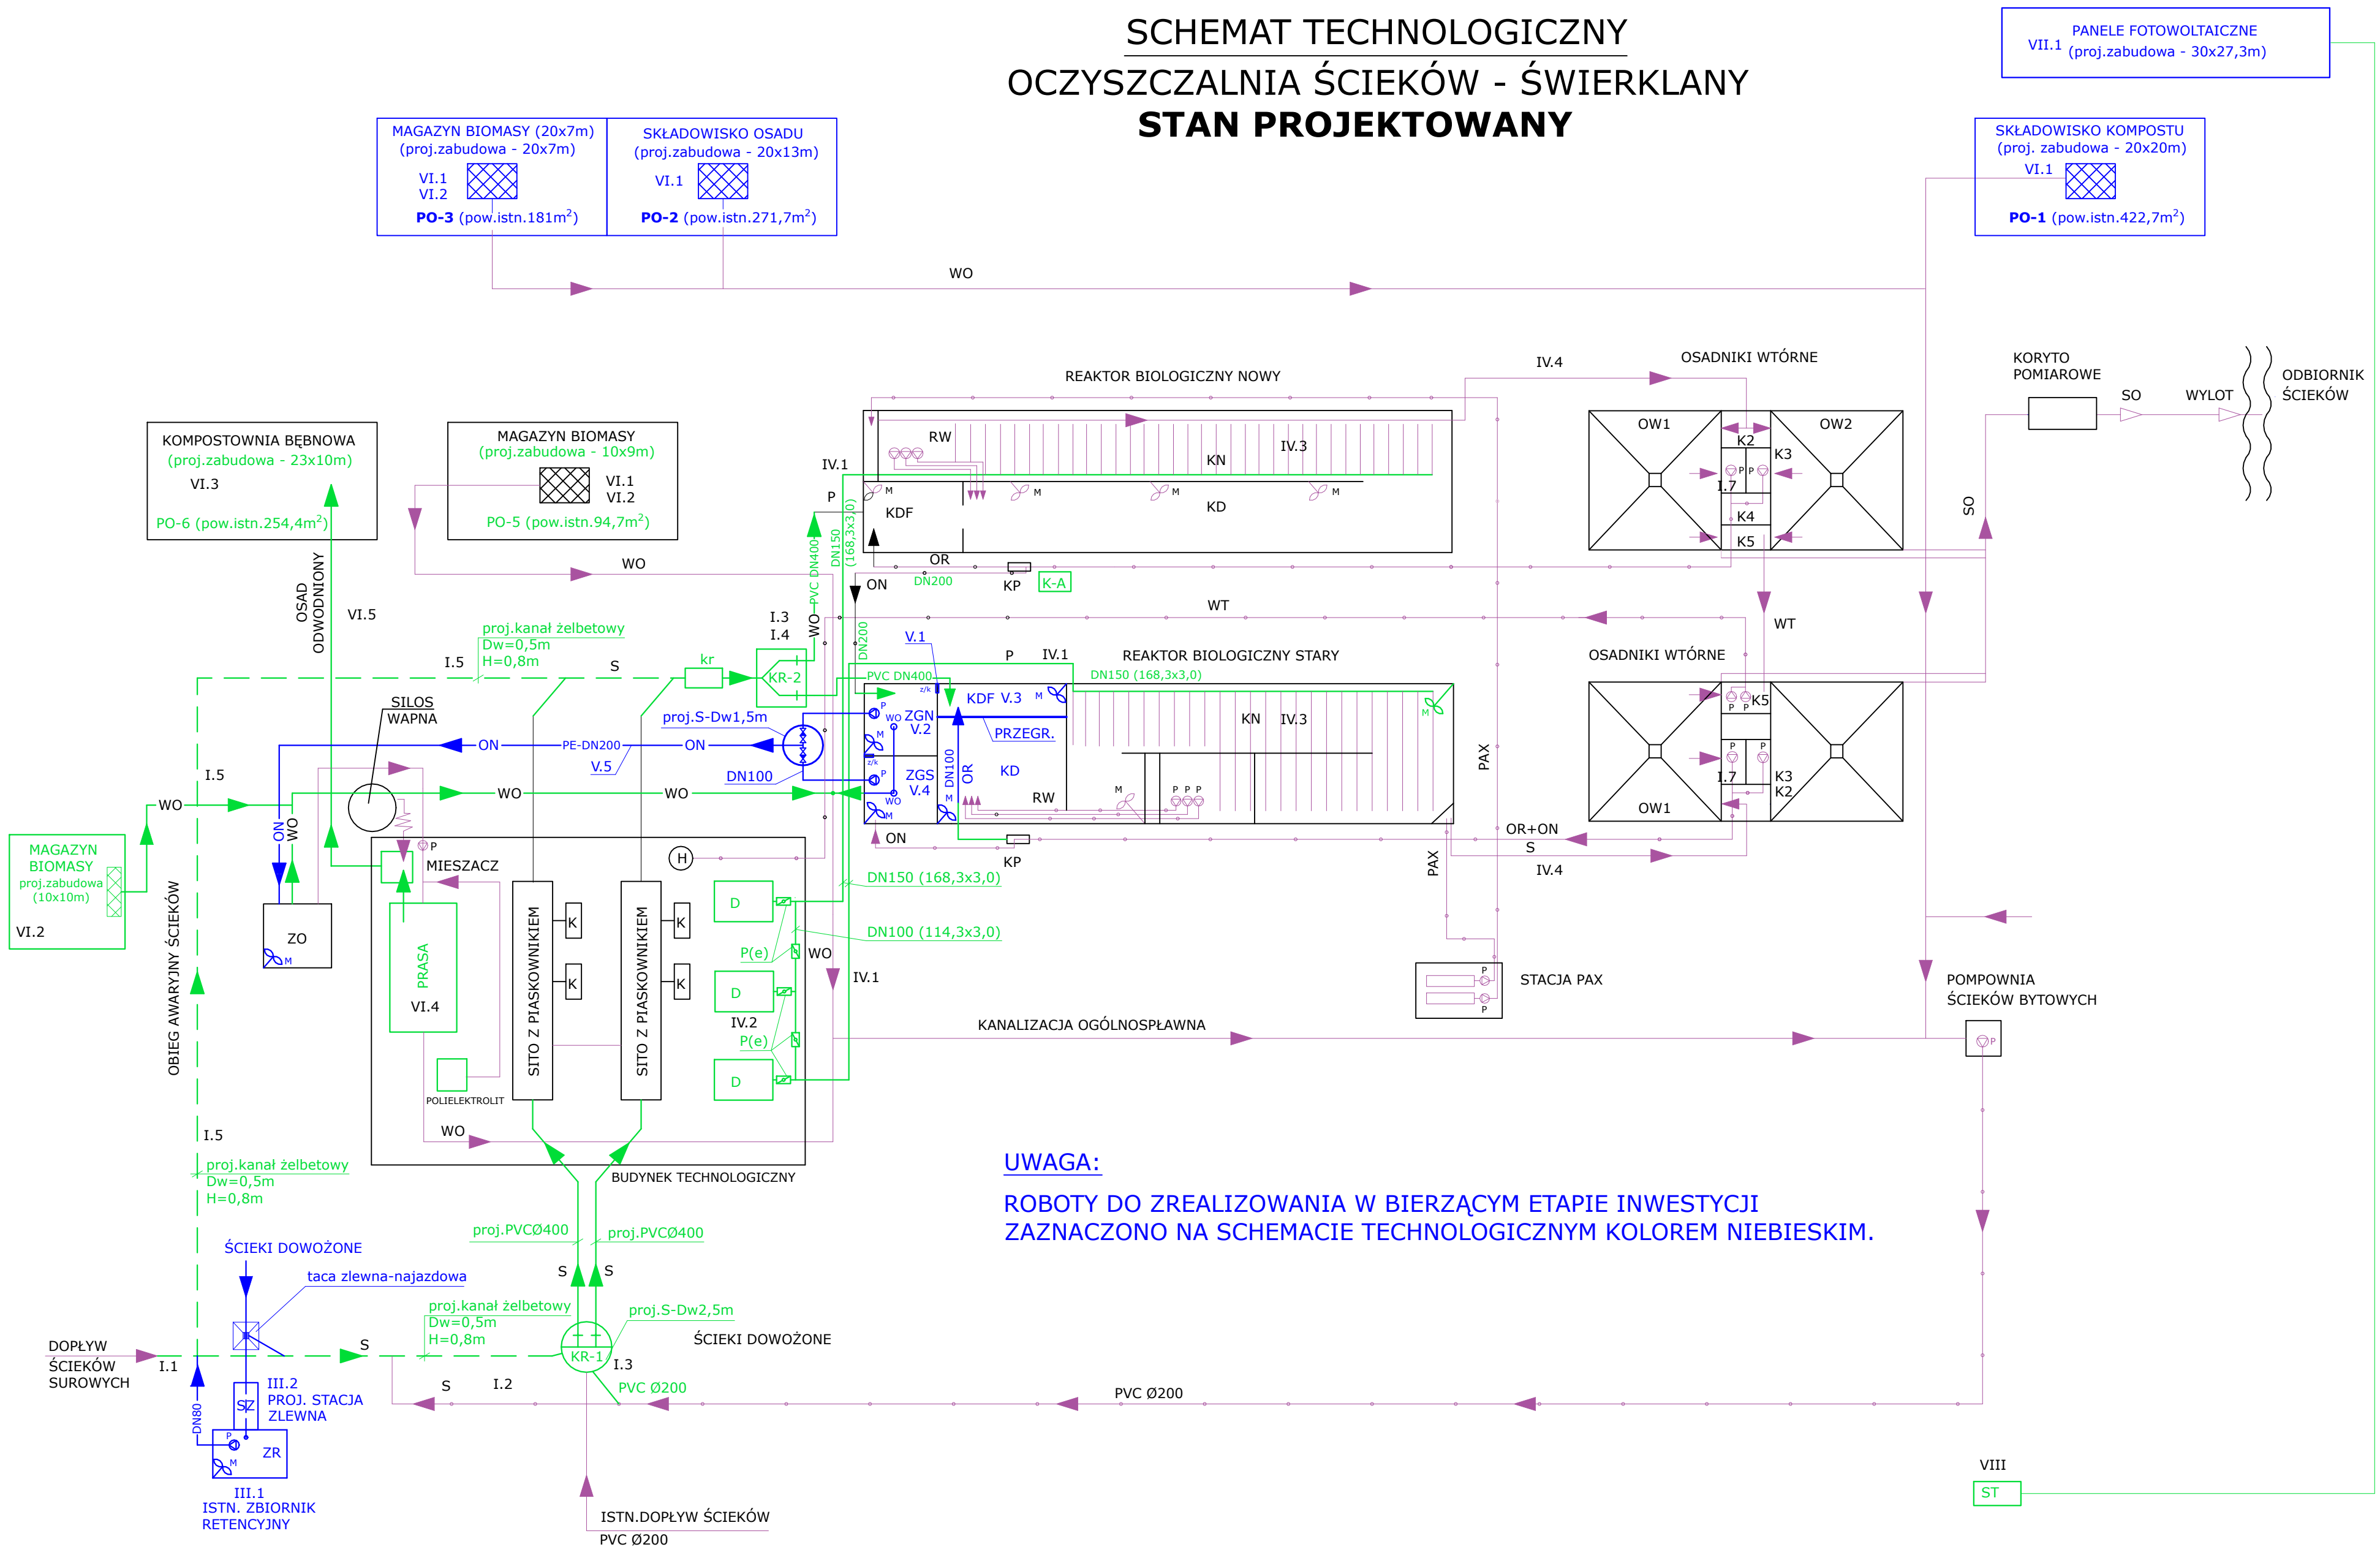 SCHEMAT TECHNOLOGICZNY
OCZYSZCZALNIA ŚCIEKÓW - ŚWIERKLANY
STAN PROJEKTOWANY
PANELE FOTOWOLTAICZNE
VII.1 (proj.zabudowa - 30x27,3m)
MAGAZYN BIOMASY (20x7m)
(proj.zabudowa - 20x7m)
VI.1
VI.2
PO-3 (pow.istn.181m²)
SKŁADOWISKO OSADU
(proj.zabudowa - 20x13m)
VI.1
PO-2 (pow.istn.271,7m²)
SKŁADOWISKO KOMPOSTU
(proj. zabudowa - 20x20m)
VI.1
PO-1 (pow.istn.422,7m²)
WO
KOMPOSTOWNIA BĘBNOWA
(proj.zabudowa - 23x10m)
VI.3
PO-6 (pow.istn.254,4m²)
MAGAZYN BIOMASY
(proj.zabudowa - 10x9m)
VI.1
VI.2
PO-5 (pow.istn.94,7m²)
WO
OSAD
ODWODNIONY
VI.5
REAKTOR BIOLOGICZNY NOWY
IV.4
RW
IV.3
KN
IV.1
P
M
M
M
M
KDF
KD
OR
ON
DN200
KP
K-A
PVC DN400
DN150
(168,3x3,0)
WO
DN200
OSADNIKI WTÓRNE
OW1
OW2
K2
K3
P
P
I.7
K4
K5
KORYTO
POMIAROWE
SO
WYLOT
ODBIORNIK
ŚCIEKÓW
SO
WT
WT
I.3
I.4
proj.kanał żelbetowy
Dw=0,5m
H=0,8m
I.5
S
kr
KR-2
V.1
P
IV.1
REAKTOR BIOLOGICZNY STARY
DN150 (168,3x3,0)
PVC DN400
z/k
P
WO
ZGN
V.2
M
z/k
P
ZGS
V.4
WO
M
KDF V.3
M
PRZEGR.
DN100
OR
KD
M
RW
KN
IV.3
M
P P P
M
ON
KP
OSADNIKI WTÓRNE
P P
K5
P
P
I.7
K3
K2
OW1
OR+ON
S
IV.4
PAX
PAX
SILOS
WAPNA
proj.S-Dw1,5m
ON
PE-DN200
ON
V.5
DN100
I.5
WO
WO
WO
ON
WO
MAGAZYN
BIOMASY
proj.zabudowa
(10x10m)
VI.2
OBIEG AWARYJNY ŚCIEKÓW
ZO
M
P
MIESZACZ
H
PRASA
VI.4
POLIELEKTROLIT
SITO Z PIASKOWNIKIEM
K
K
SITO Z PIASKOWNIKIEM
K
K
D
P(e)
D
IV.2
P(e)
D
DN150 (168,3x3,0)
DN100 (114,3x3,0)
WO
IV.1
WO
BUDYNEK TECHNOLOGICZNY
P
P
STACJA PAX
KANALIZACJA OGÓLNOSPŁAWNA
POMPOWNIA
ŚCIEKÓW BYTOWYCH
P
I.5
proj.kanał żelbetowy
Dw=0,5m
H=0,8m
UWAGA:
ROBOTY DO ZREALIZOWANIA W BIERZĄCYM ETAPIE INWESTYCJI
ZAZNACZONO NA SCHEMACIE TECHNOLOGICZNYM KOLOREM NIEBIESKIM.
proj.PVCØ400
proj.PVCØ400
S
S
ŚCIEKI DOWOŻONE
taca zlewna-najazdowa
proj.kanał żelbetowy
Dw=0,5m
H=0,8m
proj.S-Dw2,5m
ŚCIEKI DOWOŻONE
DOPŁYW
ŚCIEKÓW
SUROWYCH
I.1
S
KR-1
I.3
S
I.2
PVC Ø200
PVC Ø200
DN80
III.2
PROJ. STACJA
ZLEWNA
SZ
P
M
ZR
III.1
ISTN. ZBIORNIK
RETENCYJNY
ISTN.DOPŁYW ŚCIEKÓW
PVC Ø200
VIII
ST